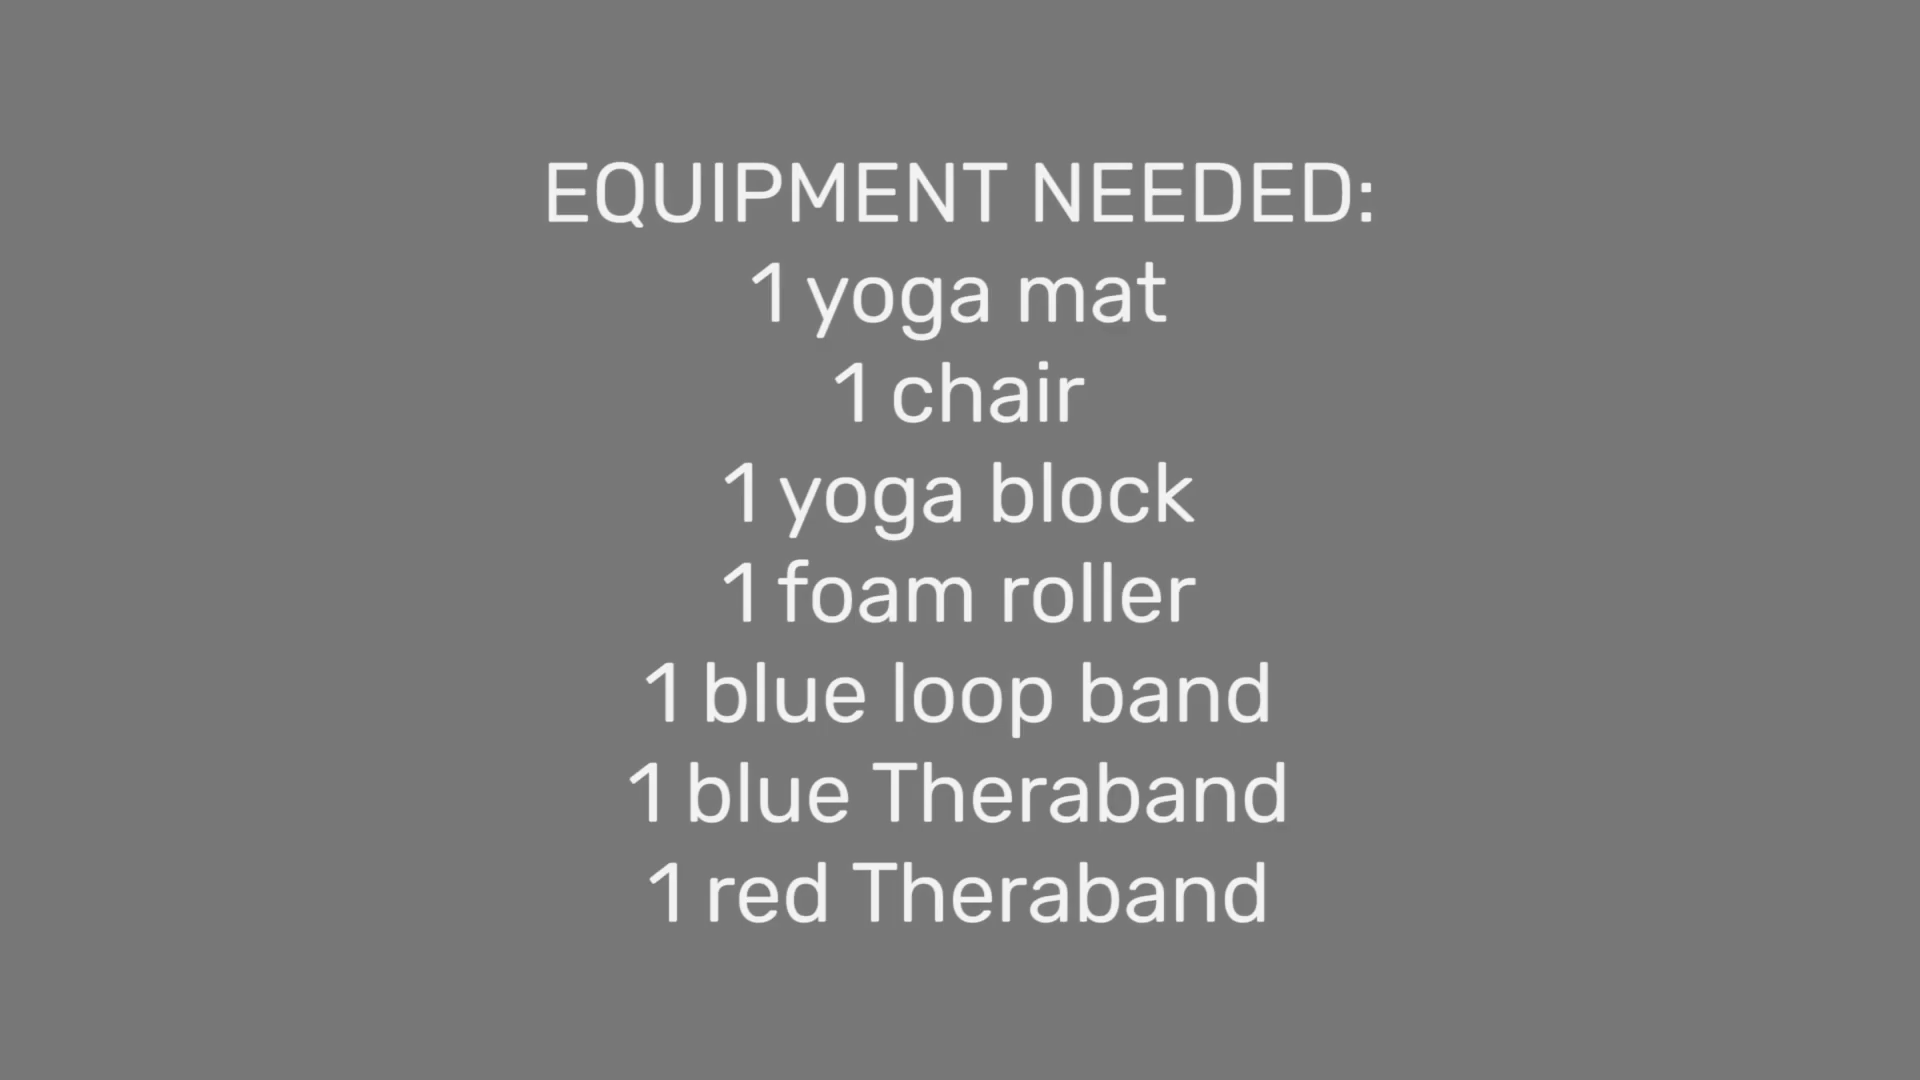 EQUIPMENT NEEDED:
1 yoga mat
1 chair
1 yoga block
1 foam roller
1 blue loop band
1 blue Theraband
1 red Theraband